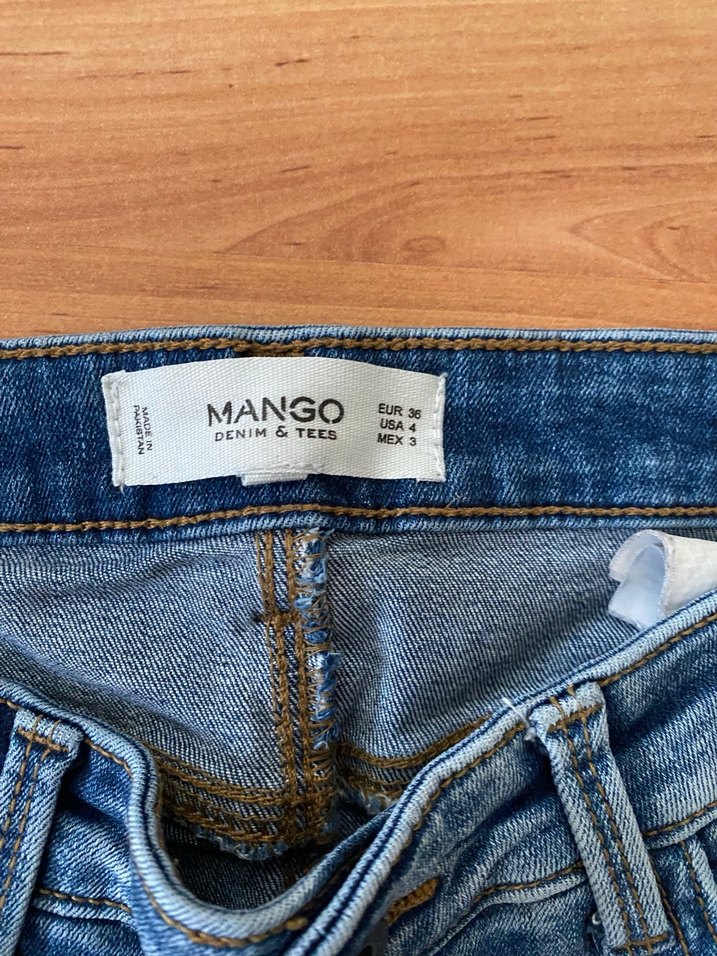 MADE IN
PAKISTAN
MANGO
DENIM & TEES
EUR 36
USA 4
MEX 3